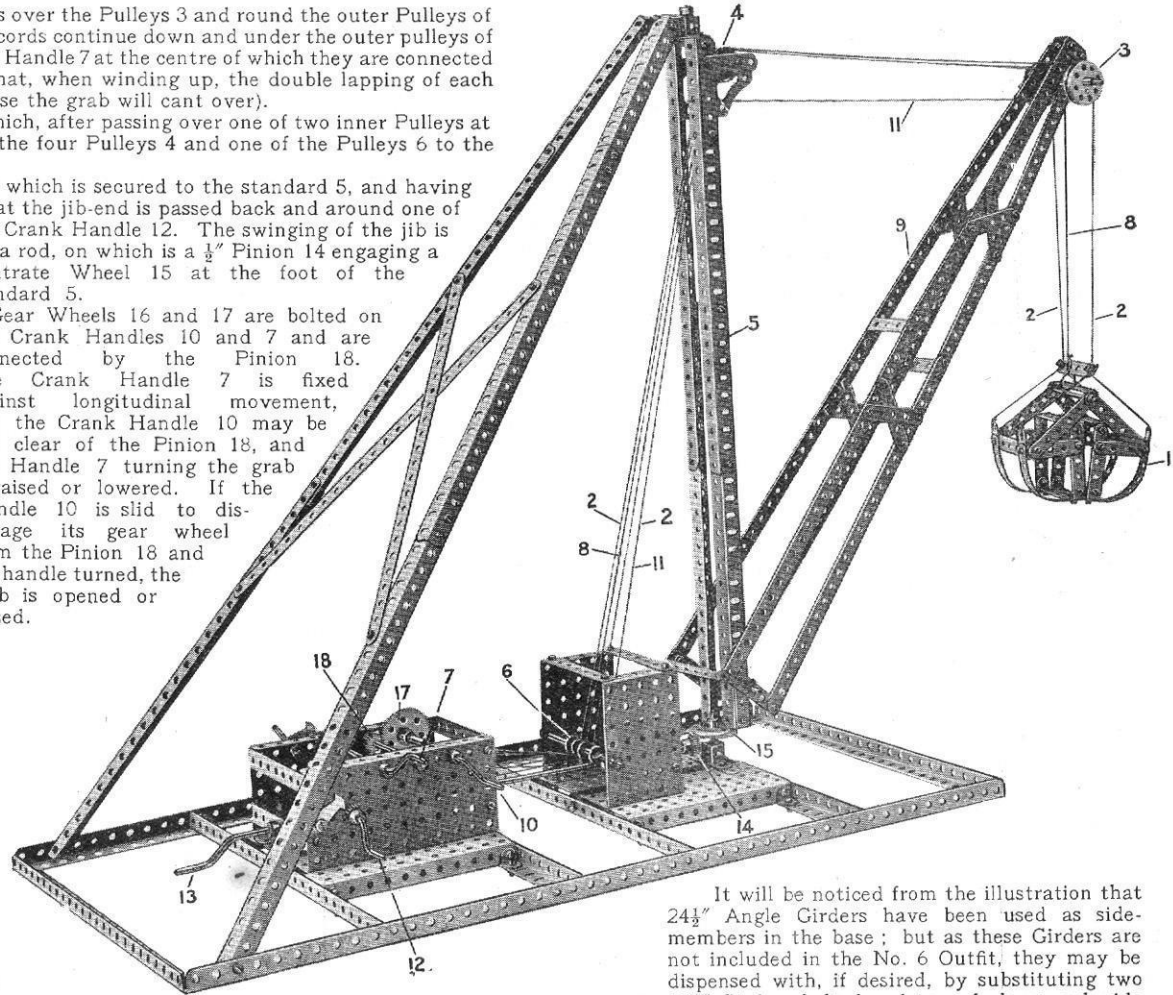 s over the Pulleys 3 and round the outer Pulleys of
cords continue down and under the outer pulleys of
Handle 7 at the centre of which they are connected
hat, when winding up, the double lapping of each
se the grab will cant over).
hich, after passing over one of two inner Pulleys at
the four Pulleys 4 and one of the Pulleys 6 to the
which is secured to the standard 5, and having
at the jib-end is passed back and around one of
Crank Handle 12. The swinging of the jib is
a rod, on which is a ½″ Pinion 14 engaging a
trate Wheel 15 at the foot of the
ndard 5.
Gear Wheels 16 and 17 are bolted on
Crank Handles 10 and 7 and are
nected by the Pinion 18.
e Crank Handle 7 is fixed
inst longitudinal movement,
the Crank Handle 10 may be
clear of the Pinion 18, and
Handle 7 turning the grab
aised or lowered. If the
ndle 10 is slid to dis-
age its gear wheel
m the Pinion 18 and
handle turned, the
b is opened or
sed.
4
3
11
9
8
2
2
5
1
2
2
8
11
18
17
7
6
15
14
10
13
12
It will be noticed from the illustration that
24½″ Angle Girders have been used as side-
members in the base ; but as these Girders are
not included in the No. 6 Outfit, they may be
dispensed with, if desired, by substituting two